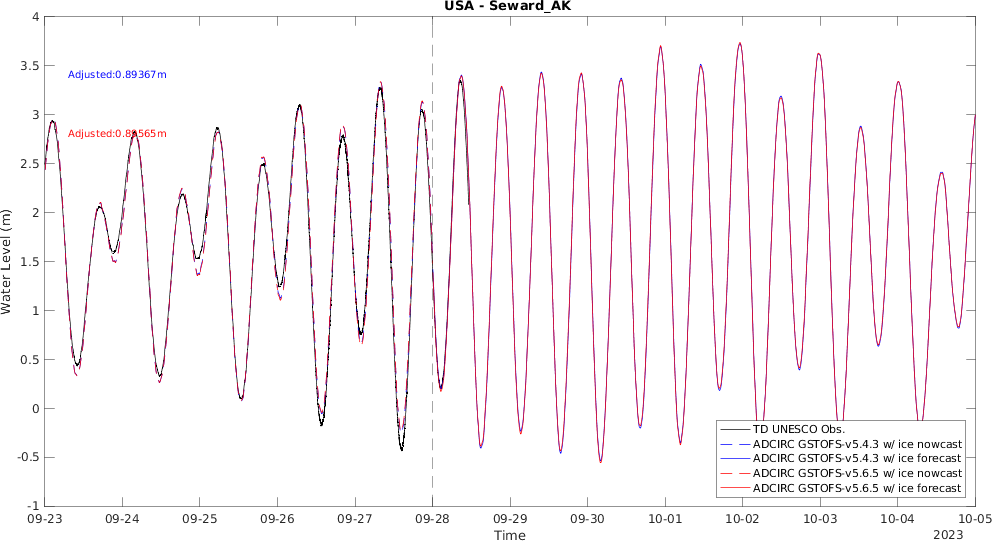 USA - Seward_AK
4
3.5
3
2.5
2
1.5
1
0.5
0
-0.5
-1
Water Level (m)
Adjusted:0.89367m
TD UNESCO Obs.
ADCIRC GSTOFS-v5.4.3 w/ ice nowcast
ADCIRC GSTOFS-v5.4.3 w/ ice forecast
ADCIRC GSTOFS-v5.6.5 w/ ice nowcast
ADCIRC GSTOFS-v5.6.5 w/ ice forecast
09-23 09-24 09-25 09-26 09-27 09-28 09-29 09-30 10-01 10-02 10-03 10-04 10-05
Time
2023